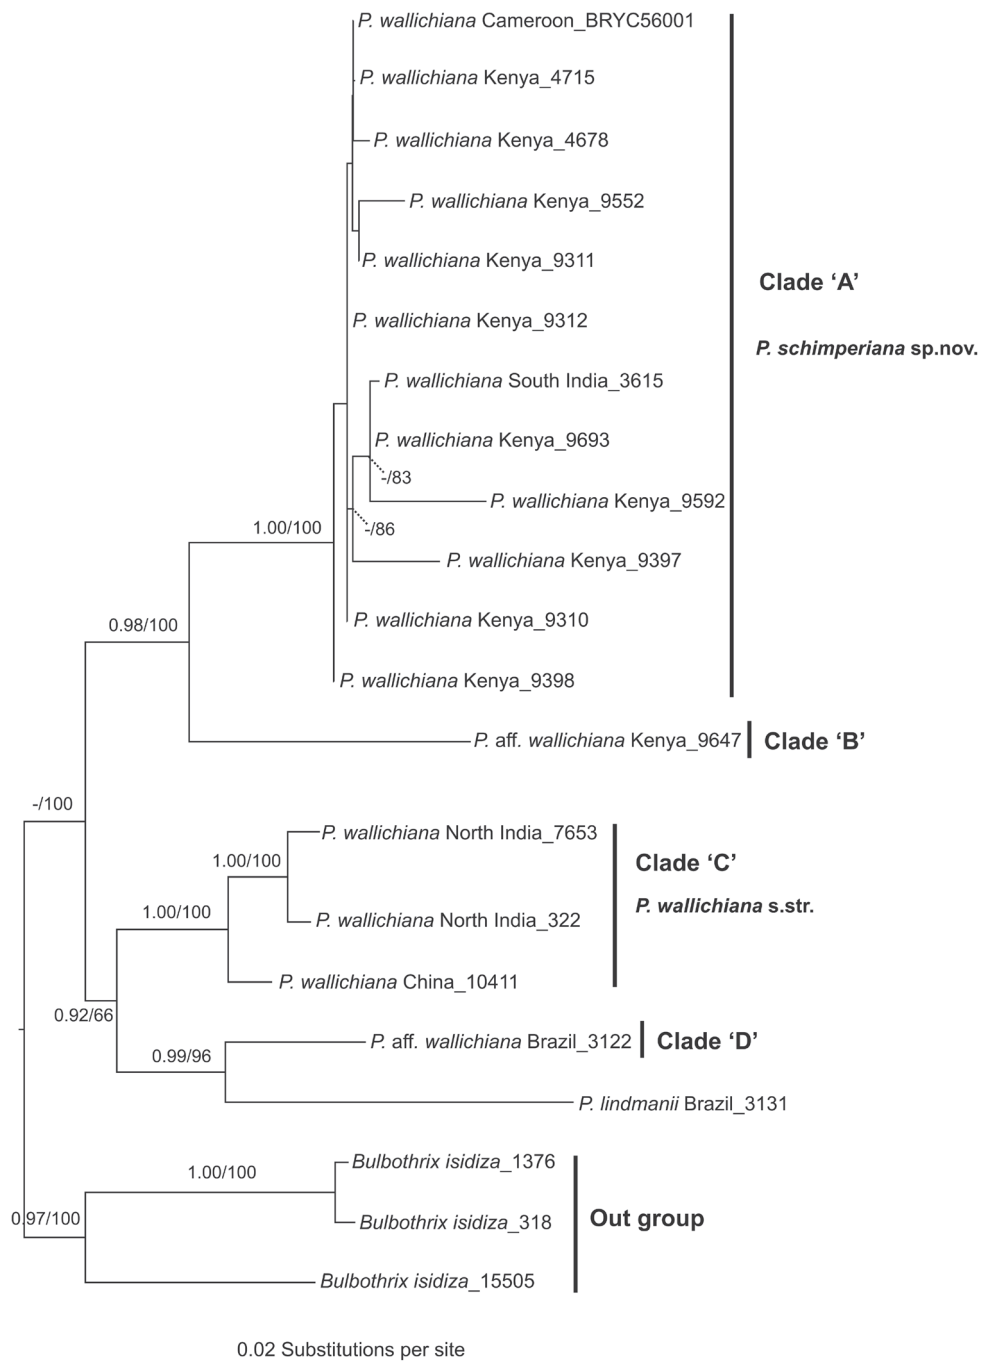 P. wallichiana Cameroon_BRYC56001
P. wallichiana Kenya_4715
P. wallichiana Kenya_4678
P. wallichiana Kenya_9552
P. wallichiana Kenya_9311
Clade ‘A’
P. wallichiana Kenya_9312
P. schimperiana sp.nov.
P. wallichiana South India_3615
P. wallichiana Kenya_9693
-/83
P. wallichiana Kenya_9592
1.00/100
-/86
P. wallichiana Kenya_9397
P. wallichiana Kenya_9310
0.98/100
P. wallichiana Kenya_9398
P. aff. wallichiana Kenya_9647
Clade ‘B’
-/100
P. wallichiana North India_7653
1.00/100
Clade ‘C’
P. wallichiana s.str.
1.00/100
P. wallichiana North India_322
P. wallichiana China_10411
0.92/66
P. aff. wallichiana Brazil_3122
Clade ‘D’
0.99/96
P. lindmanii Brazil_3131
Bulbothrix isidiza_1376
1.00/100
0.97/100
Bulbothrix isidiza_318
Out group
Bulbothrix isidiza_15505
0.02 Substitutions per site